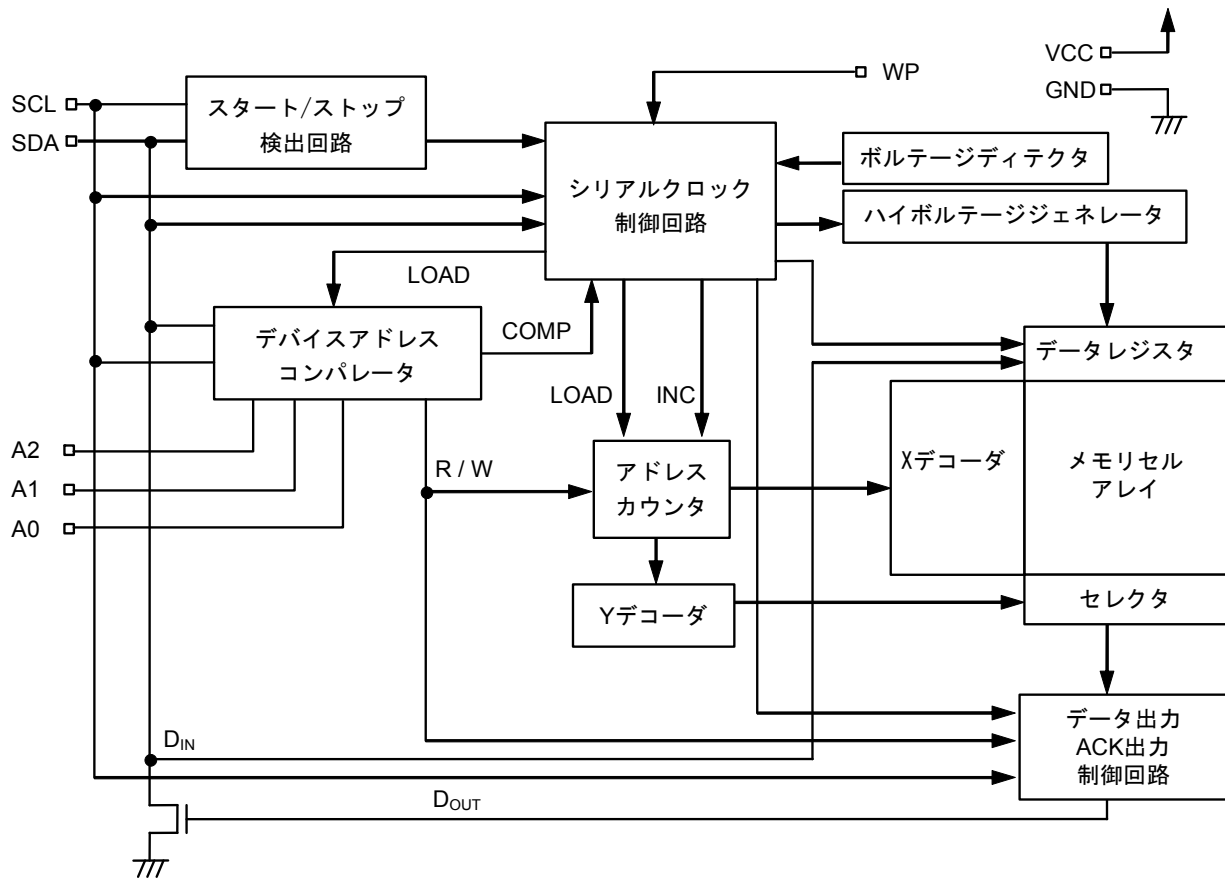 VCC
GND
WP
SCL
SDA
スタート/ストップ
検出回路
シリアルクロック
制御回路
ボルテージディテクタ
ハイボルテージジェネレータ
LOAD
COMP
デバイスアドレス
コンパレータ
LOAD
INC
データレジスタ
A2
A1
A0
R / W
アドレス
カウンタ
Xデコーダ
メモリセル
アレイ
Yデコーダ
セレクタ
データ出力
ACK出力
制御回路
DIN
DOUT